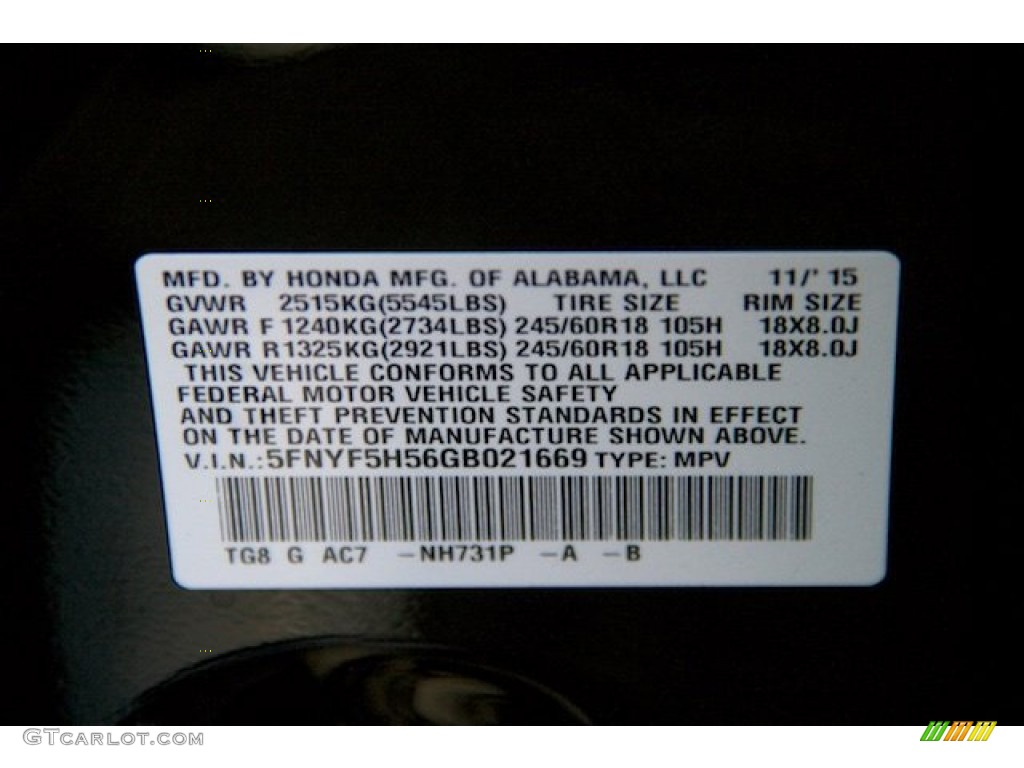 MFD. BY HONDA MFG. OF ALABAMA, LLC 11/' 15
GVWR 2515KG(5545LBS) TIRE SIZE RIM SIZE
GAWR F 1240KG(2734LBS) 245/60R18 105H 18X8.0J
GAWR R1325KG(2921LBS) 245/60R18 105H 18X8.0J
THIS VEHICLE CONFORMS TO ALL APPLICABLE
FEDERAL MOTOR VEHICLE SAFETY
AND THEFT PREVENTION STANDARDS IN EFFECT
ON THE DATE OF MANUFACTURE SHOWN ABOVE.
V.I.N.:5FNYF5H56GB021669 TYPE: MPV
TG8 G AC7 -NH731P -A -B
GTCARLOT.COM